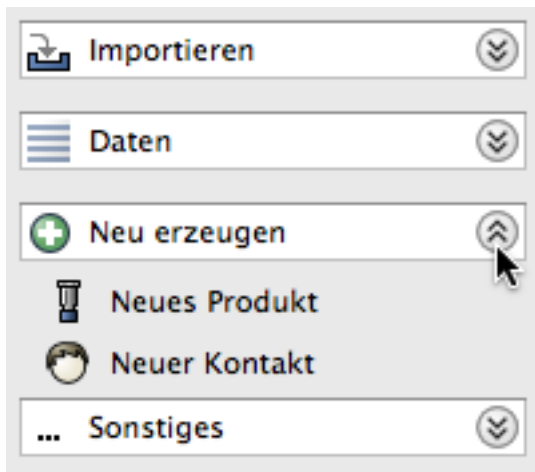 Importieren
Daten
Neu erzeugen
Neues Produkt
Neuer Kontakt
... Sonstiges